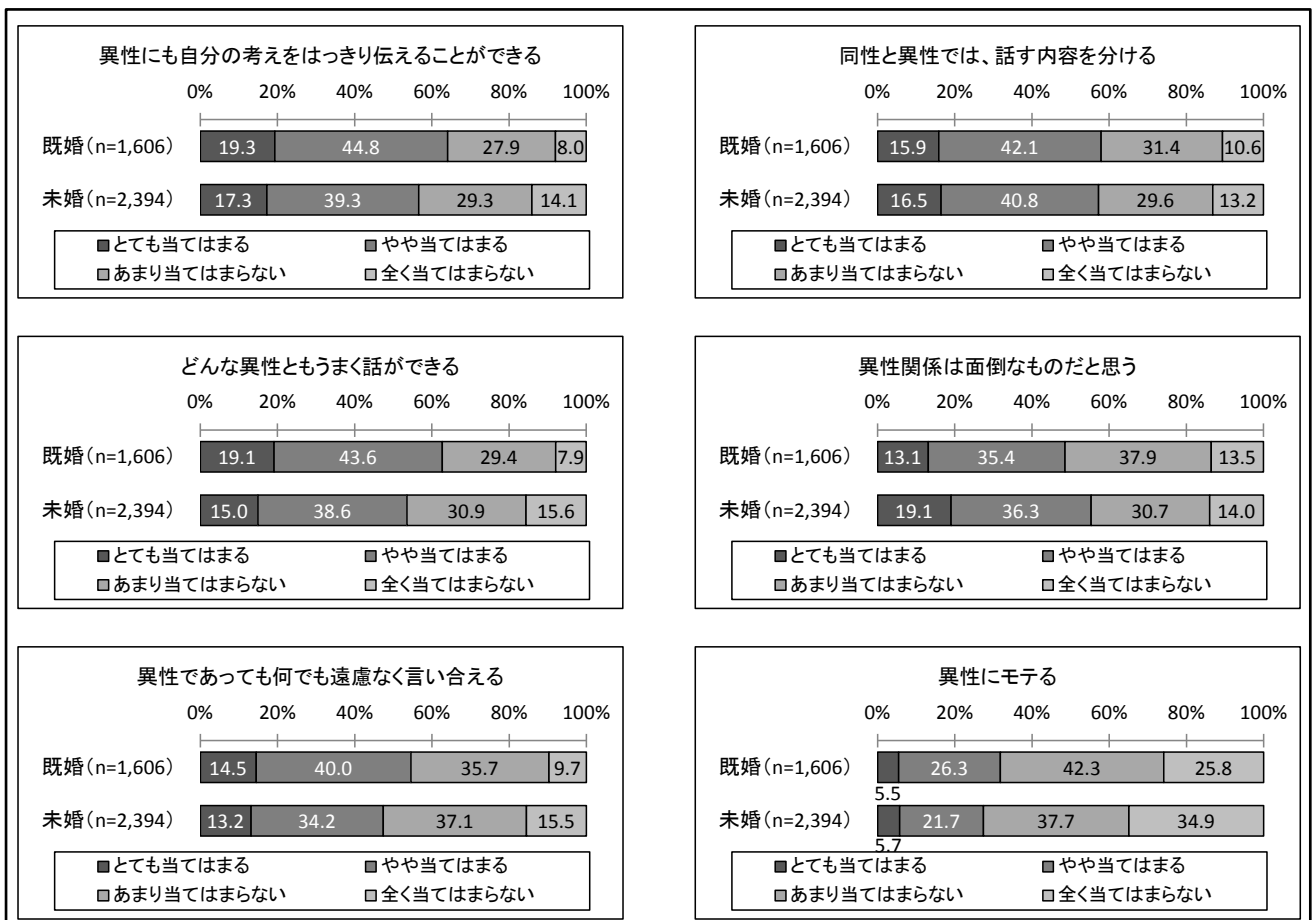 異性にも自分の考えをはっきり伝えることができる
0% 20% 40% 60% 80% 100%
既婚(n=1,606) 19.3 44.8 27.9 8.0
未婚(n=2,394) 17.3 39.3 29.3 14.1
■とても当てはまる ■やや当てはまる
■あまり当てはまらない ■全く当てはまらない
同性と異性では、話す内容を分ける
0% 20% 40% 60% 80% 100%
既婚(n=1,606) 15.9 42.1 31.4 10.6
未婚(n=2,394) 16.5 40.8 29.6 13.2
■とても当てはまる ■やや当てはまる
■あまり当てはまらない ■全く当てはまらない
どんな異性ともうまく話ができる
0% 20% 40% 60% 80% 100%
既婚(n=1,606) 19.1 43.6 29.4 7.9
未婚(n=2,394) 15.0 38.6 30.9 15.6
■とても当てはまる ■やや当てはまる
■あまり当てはまらない ■全く当てはまらない
異性関係は面倒なものだと思う
0% 20% 40% 60% 80% 100%
既婚(n=1,606) 13.1 35.4 37.9 13.5
未婚(n=2,394) 19.1 36.3 30.7 14.0
■とても当てはまる ■やや当てはまる
■あまり当てはまらない ■全く当てはまらない
異性であっても何でも遠慮なく言い合える
0% 20% 40% 60% 80% 100%
既婚(n=1,606) 14.5 40.0 35.7 9.7
未婚(n=2,394) 13.2 34.2 37.1 15.5
■とても当てはまる ■やや当てはまる
■あまり当てはまらない ■全く当てはまらない
異性にモテる
0% 20% 40% 60% 80% 100%
既婚(n=1,606) 26.3 42.3 25.8
5.5
未婚(n=2,394) 21.7 37.7 34.9
5.7
■とても当てはまる ■やや当てはまる
■あまり当てはまらない ■全く当てはまらない